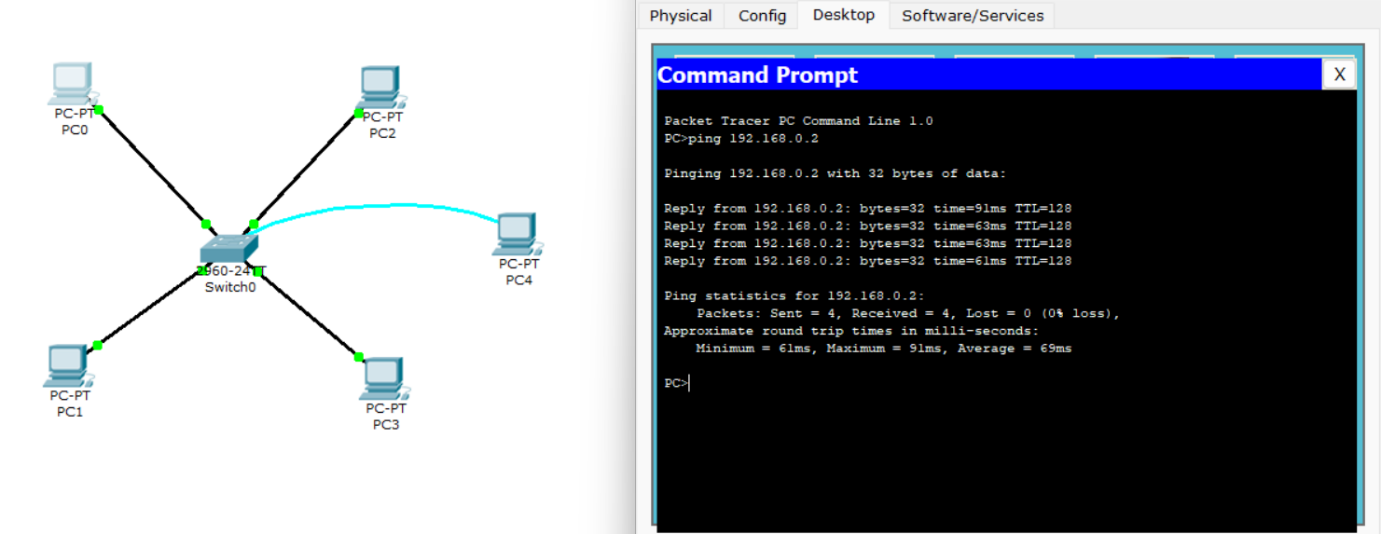 PC-PT
PC0
PC-PT
PC2
2960-24TT
Switch0
PC-PT
PC4
PC-PT
PC1
PC-PT
PC3
Physical Config Desktop Software/Services
Command Prompt X
Packet Tracer PC Command Line 1.0
PC>ping 192.168.0.2
Pinging 192.168.0.2 with 32 bytes of data:
Reply from 192.168.0.2: bytes=32 time=91ms TTL=128
Reply from 192.168.0.2: bytes=32 time=63ms TTL=128
Reply from 192.168.0.2: bytes=32 time=63ms TTL=128
Reply from 192.168.0.2: bytes=32 time=61ms TTL=128
Ping statistics for 192.168.0.2:
Packets: Sent = 4, Received = 4, Lost = 0 (0% loss),
Approximate round trip times in milli-seconds:
Minimum = 61ms, Maximum = 91ms, Average = 69ms
PC>